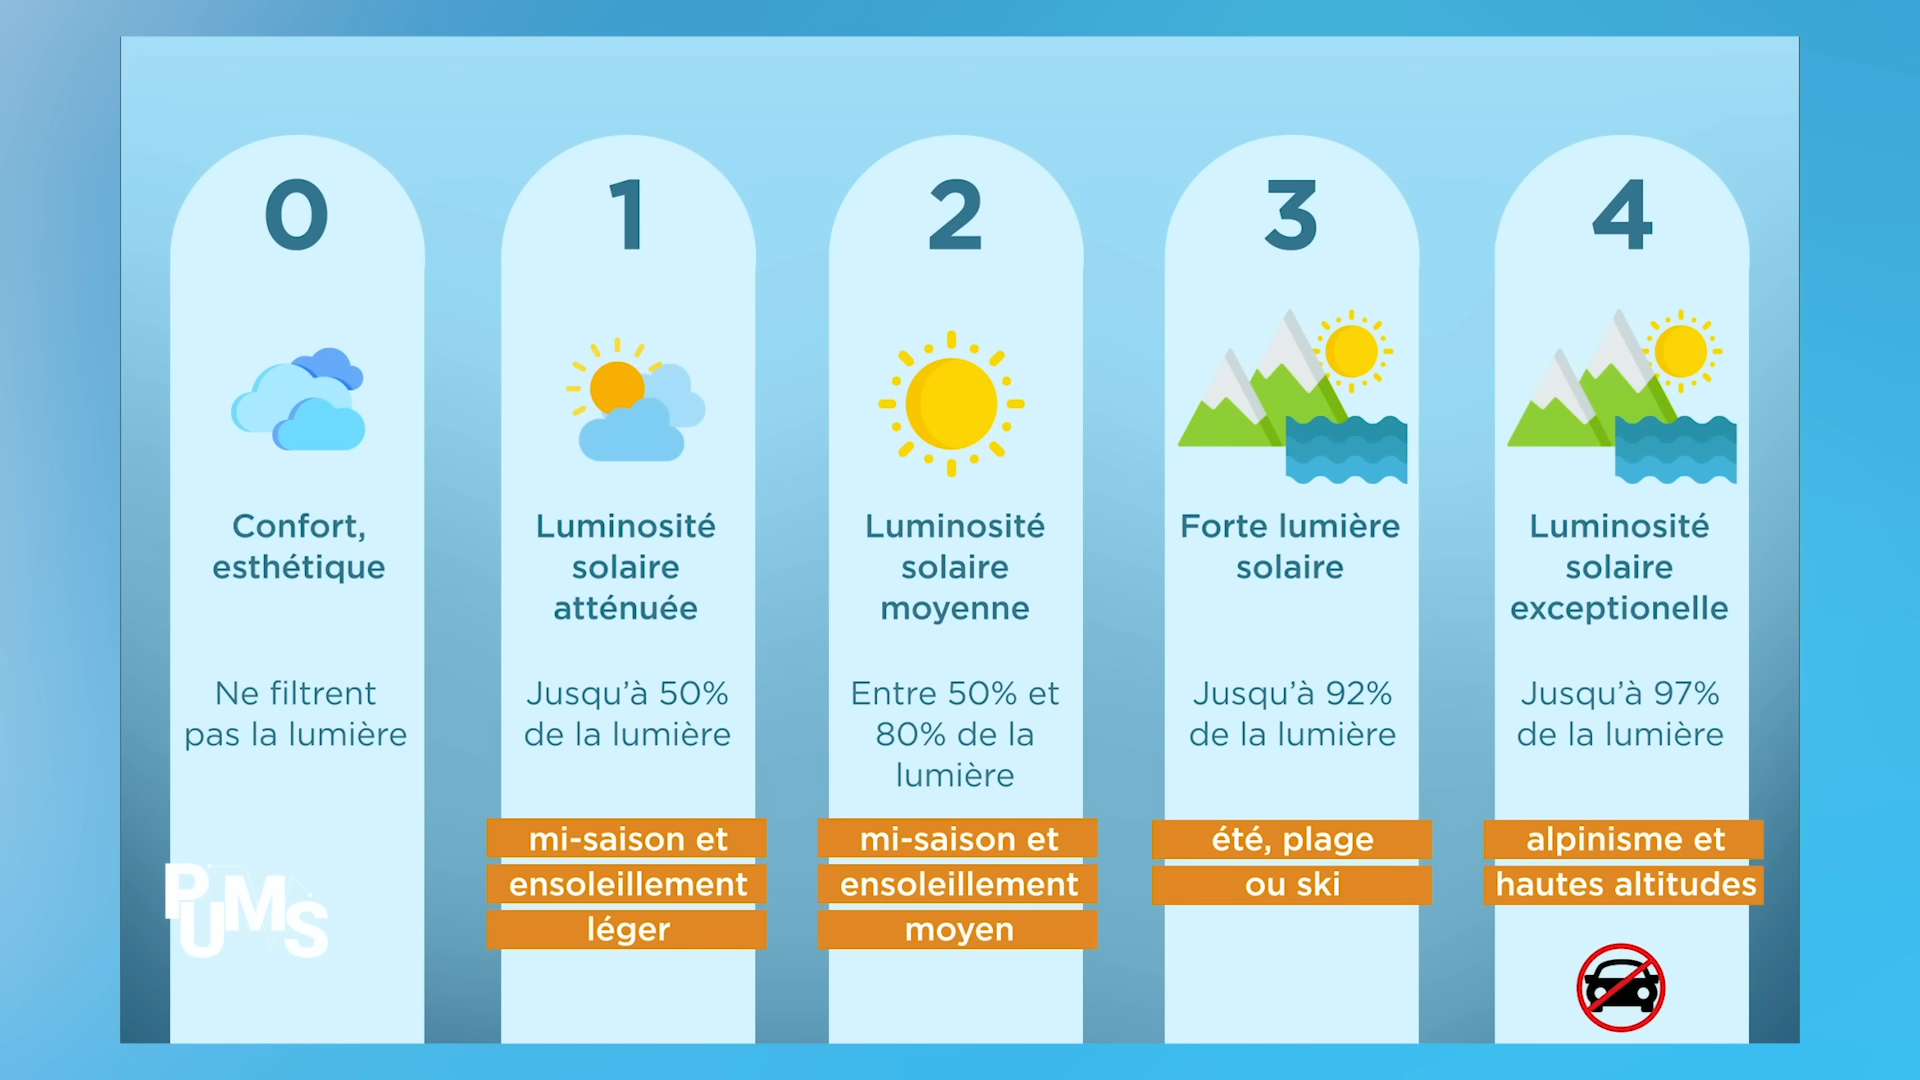 0
Confort,
esthétique
Ne filtrent
pas la lumière
1
Luminosité
solaire
atténuée
Jusqu'à 50%
de la lumière
mi-saison et
ensoleillement
léger
2
Luminosité
solaire
moyenne
Entre 50% et
80% de la
lumière
mi-saison et
ensoleillement
moyen
3
Forte lumière
solaire
Jusqu'à 92%
de la lumière
été, plage
ou ski
4
Luminosité
solaire
exceptionelle
Jusqu'à 97%
de la lumière
alpinisme et
hautes altitudes
PUMS